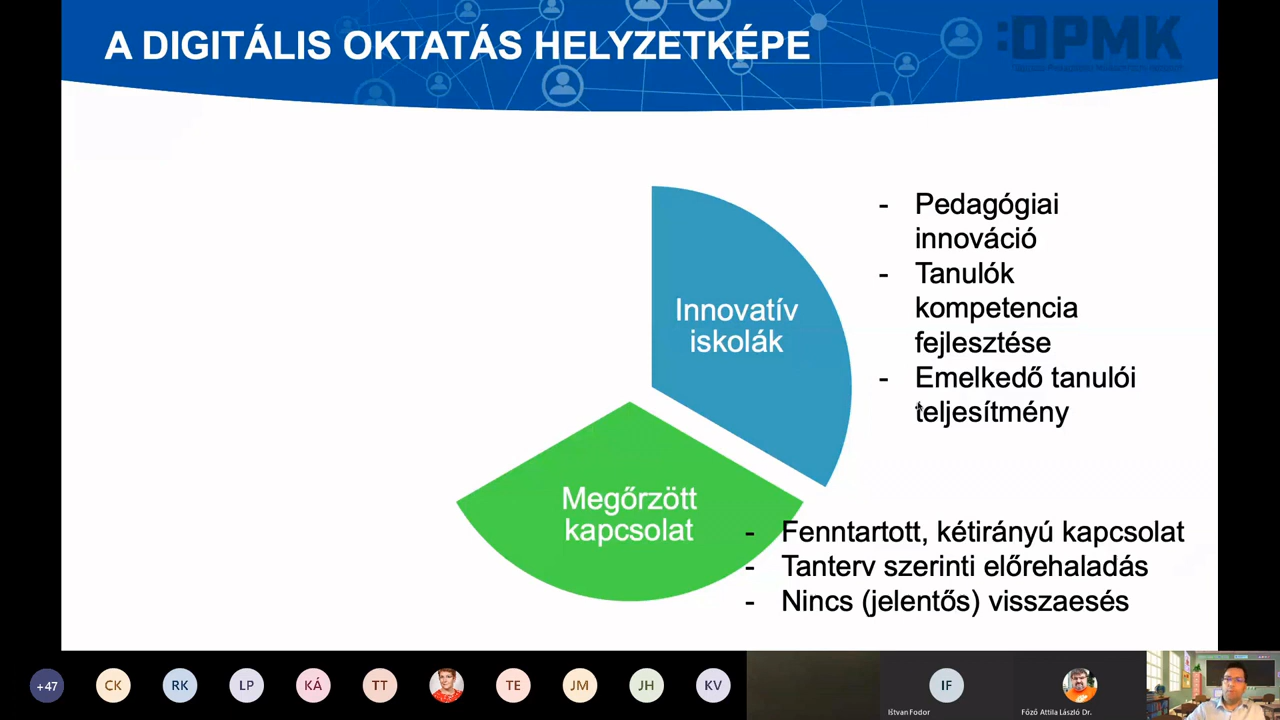 A DIGITÁLIS OKTATÁS HELYZETKÉPE
:OPMK
Innovatív
iskolák
- Pedagógiai
innováció
- Tanulók
kompetencia
fejlesztése
- Emelkedő tanulói
teljesítmény
Megőrzött
kapcsolat
- Fenntartott, kétirányú kapcsolat
- Tanterv szerinti előrehaladás
- Nincs (jelentős) visszaesés
+47
CK
RK
LP
KÁ
TT
TE
JM
JH
KV
IF
IStvan Fodor
Főző Attila László Dr.